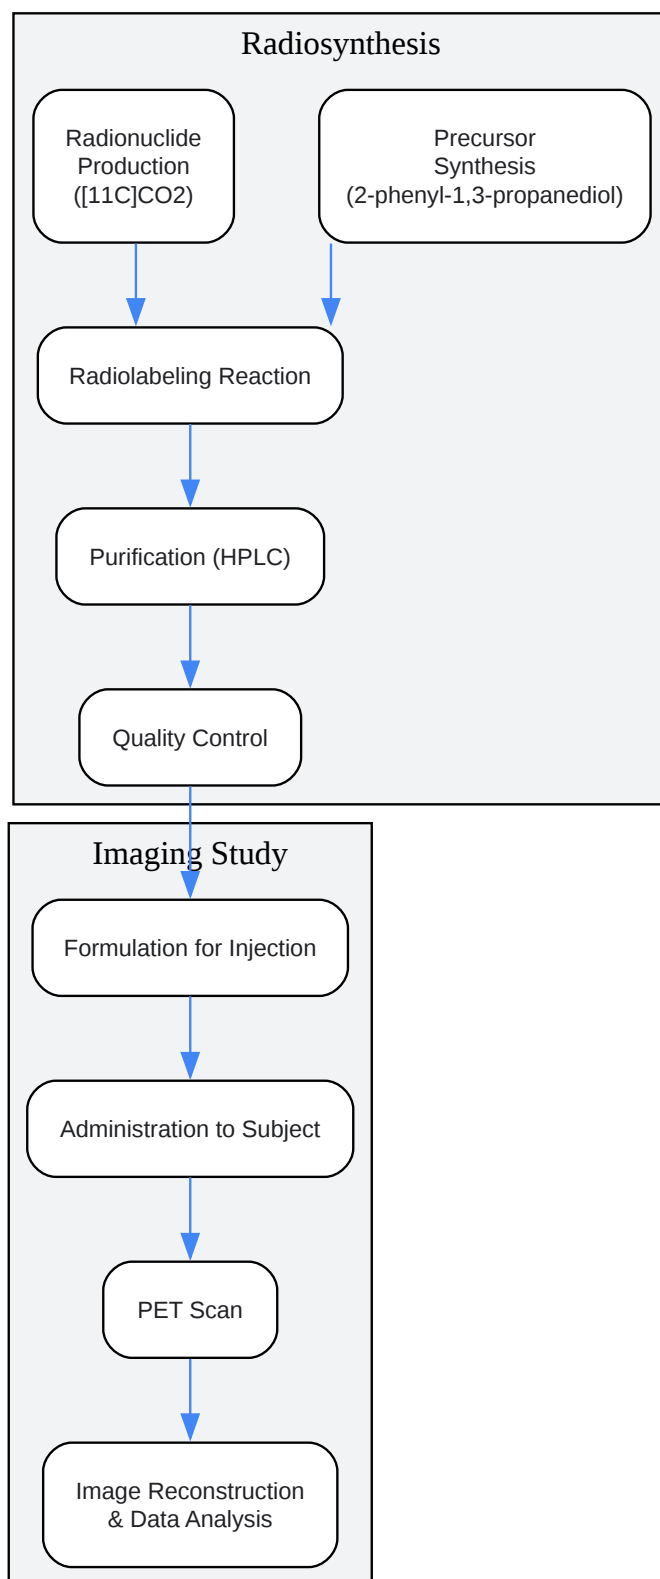 Radiosynthesis
Radionuclide
Production
([11C]CO2)
Precursor
Synthesis
(2-phenyl-1,3-propanediol)
Radiolabeling Reaction
Purification (HPLC)
Quality Control
Imaging Study
Formulation for Injection
Administration to Subject
PET Scan
Image Reconstruction
& Data Analysis